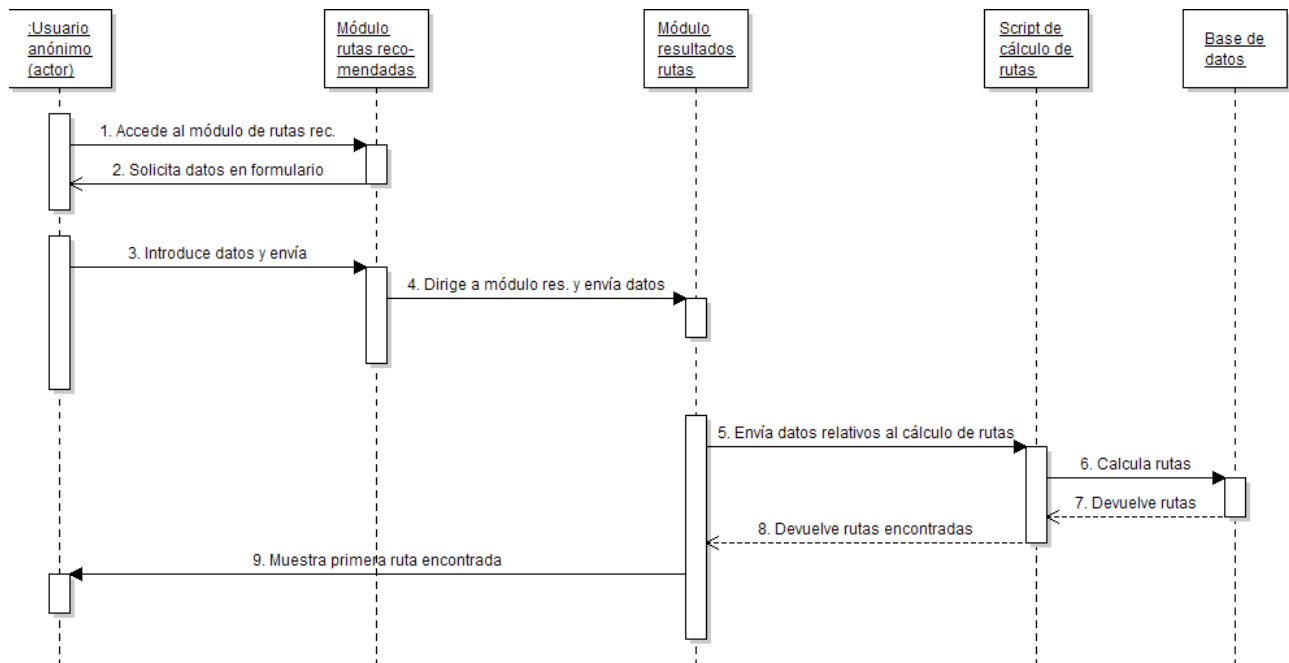 :Usuario
anónimo
(actor)
Módulo
rutas reco-
mendadas
Módulo
resultados
rutas
Script de
cálculo de
rutas
Base de
datos
1. Accede al módulo de rutas rec.
2. Solicita datos en formulario
3. Introduce datos y envía
4. Dirige a módulo res. y envía datos
5. Envía datos relativos al cálculo de rutas
6. Calcula rutas
7. Devuelve rutas
8. Devuelve rutas encontradas
9. Muestra primera ruta encontrada